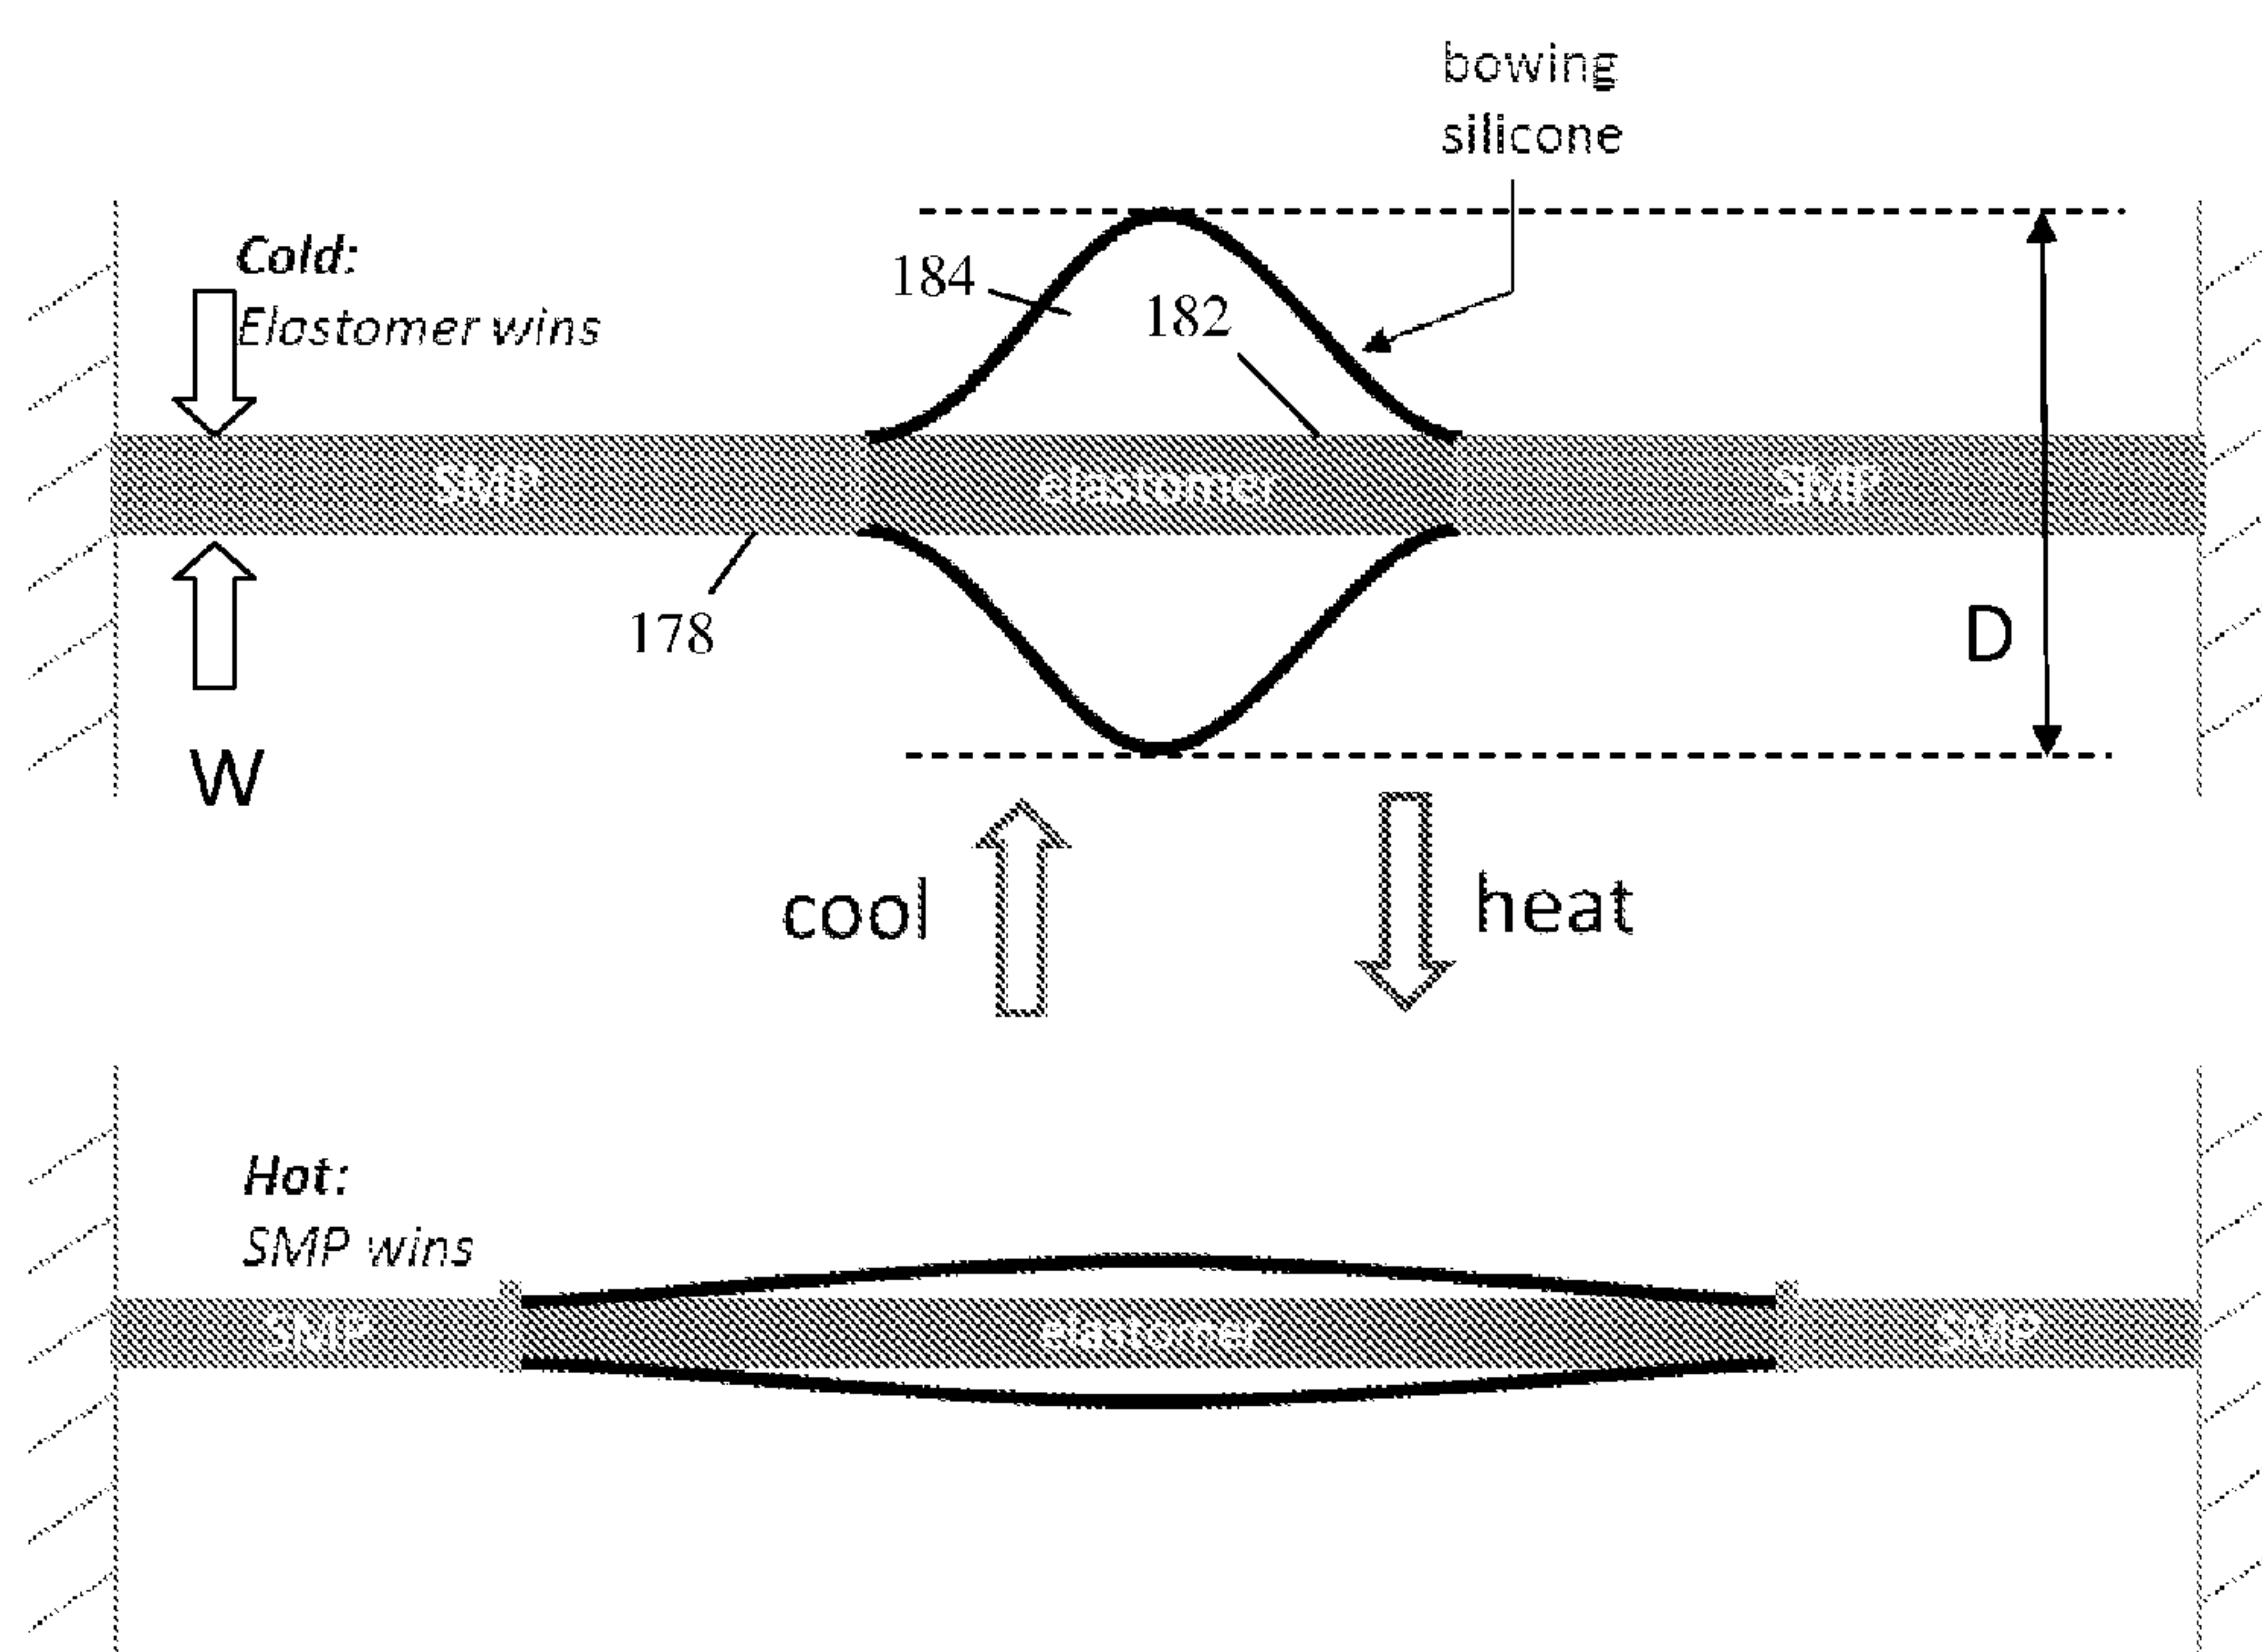 bowing
silicone
Cold:
Elastomer wins
184
182
SMP
elastomer
SMP
178
D
W
cool
heat
Hot:
SMP wins
SMP
elastomer
SMP